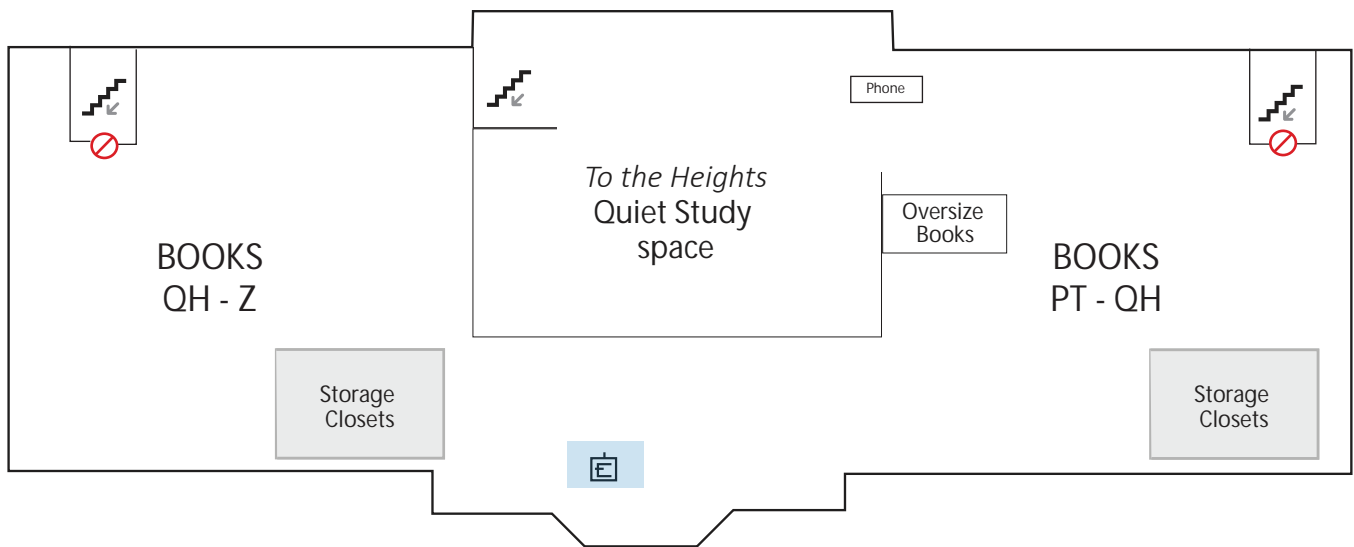 Phone
To the Heights
Quiet Study
space
Oversize
Books
BOOKS
QH - Z
BOOKS
PT - QH
Storage
Closets
Storage
Closets
E